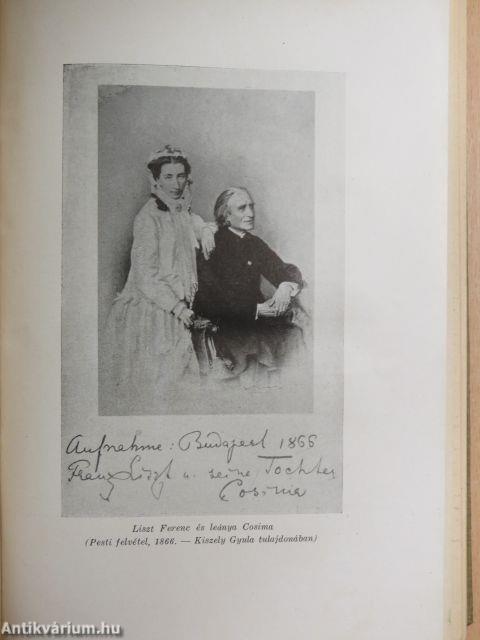 Aufnahme: Budapest 1866
Franz Liszt u. seine Tochter
Cosima
Liszt Ferenc és leánya Cosima
(Pesti felvétel, 1866. — Kiszely Gyula tulajdonában)
Antikvárium.hu